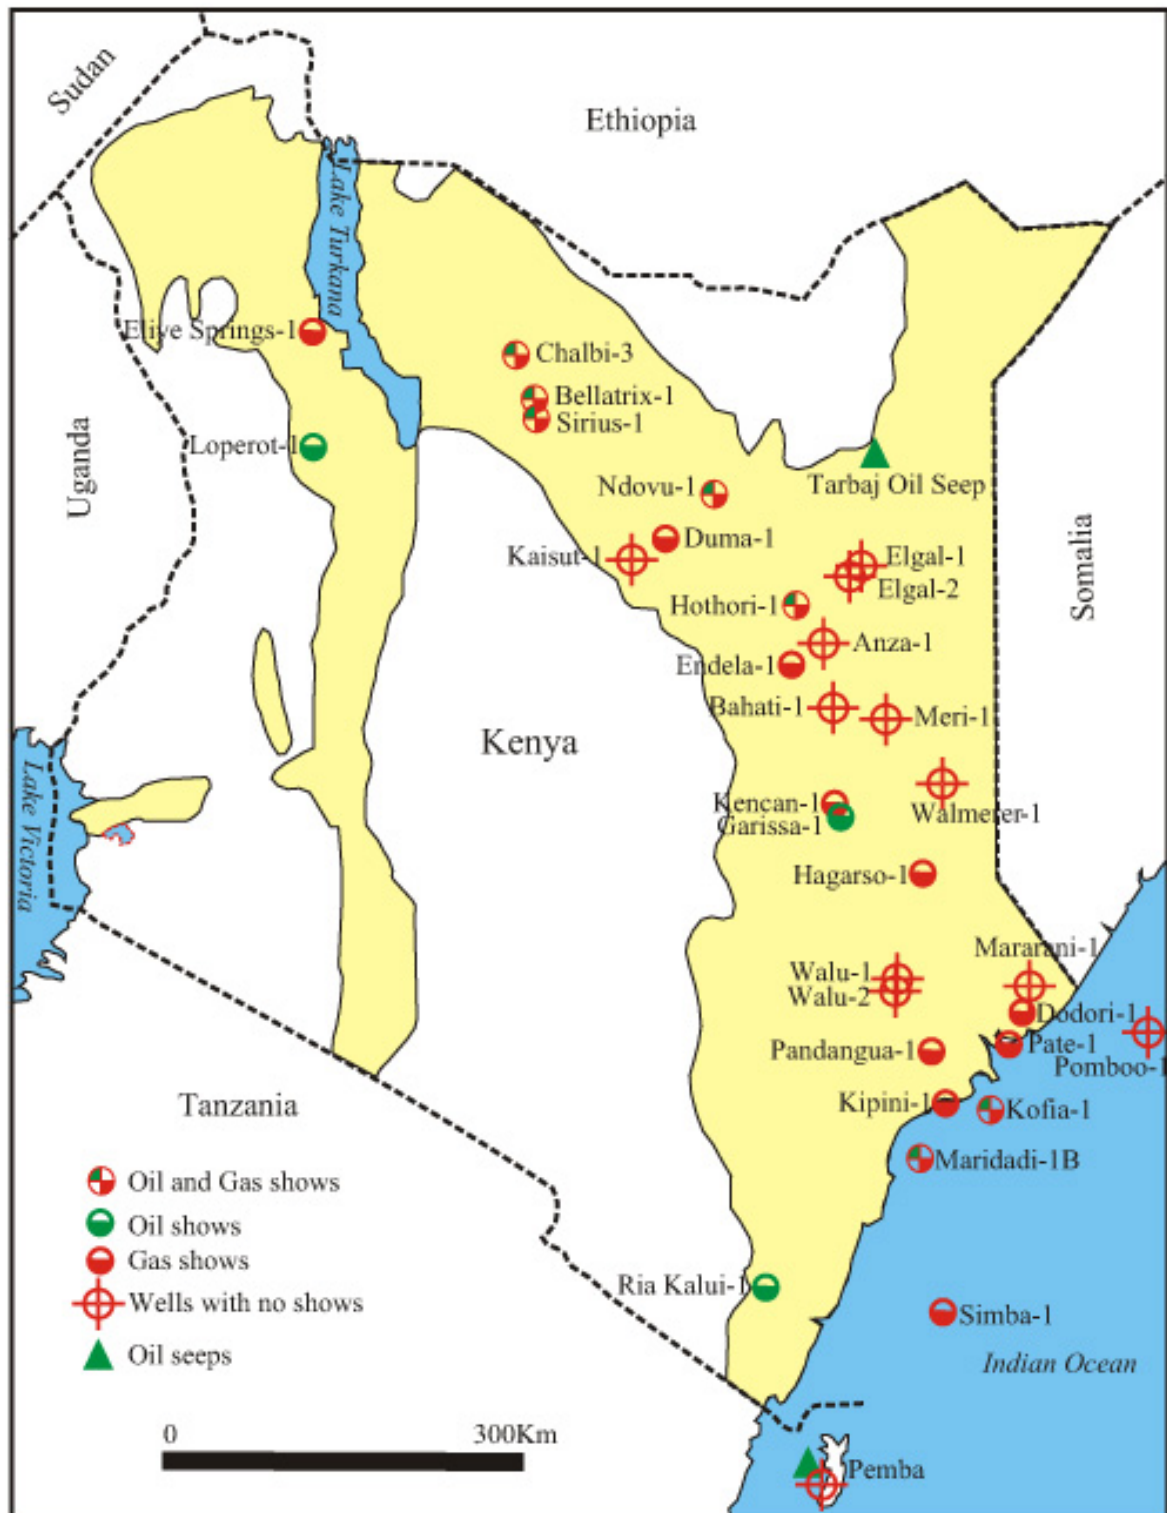 Sudan
Ethiopia
Lake Turkana
Eliye Springs-1
Chalbi-3
Bellatrix-1
Sirius-1
Uganda
Loperot-1
Ndovu-1
Tarbaj Oil Seep
Duma-1
Kaisut-1
Elgal-1
Elgal-2
Somalia
Hothori-1
Anza-1
Endela-1
Bahati-1
Meri-1
Kenya
Lake Victoria
Kencan-1
Garissa-1
Walmerer-1
Hagarso-1
Mararani-1
Walu-1
Walu-2
Dodori-1
Pandangua-1
Pate-1
Pomboo-1
Tanzania
Kipini-1
Kofia-1
Maridadi-1B
Oil and Gas shows
Oil shows
Gas shows
Wells with no shows
Oil seeps
Ria Kalui-1
Simba-1
Indian Ocean
0 300Km
Pemba